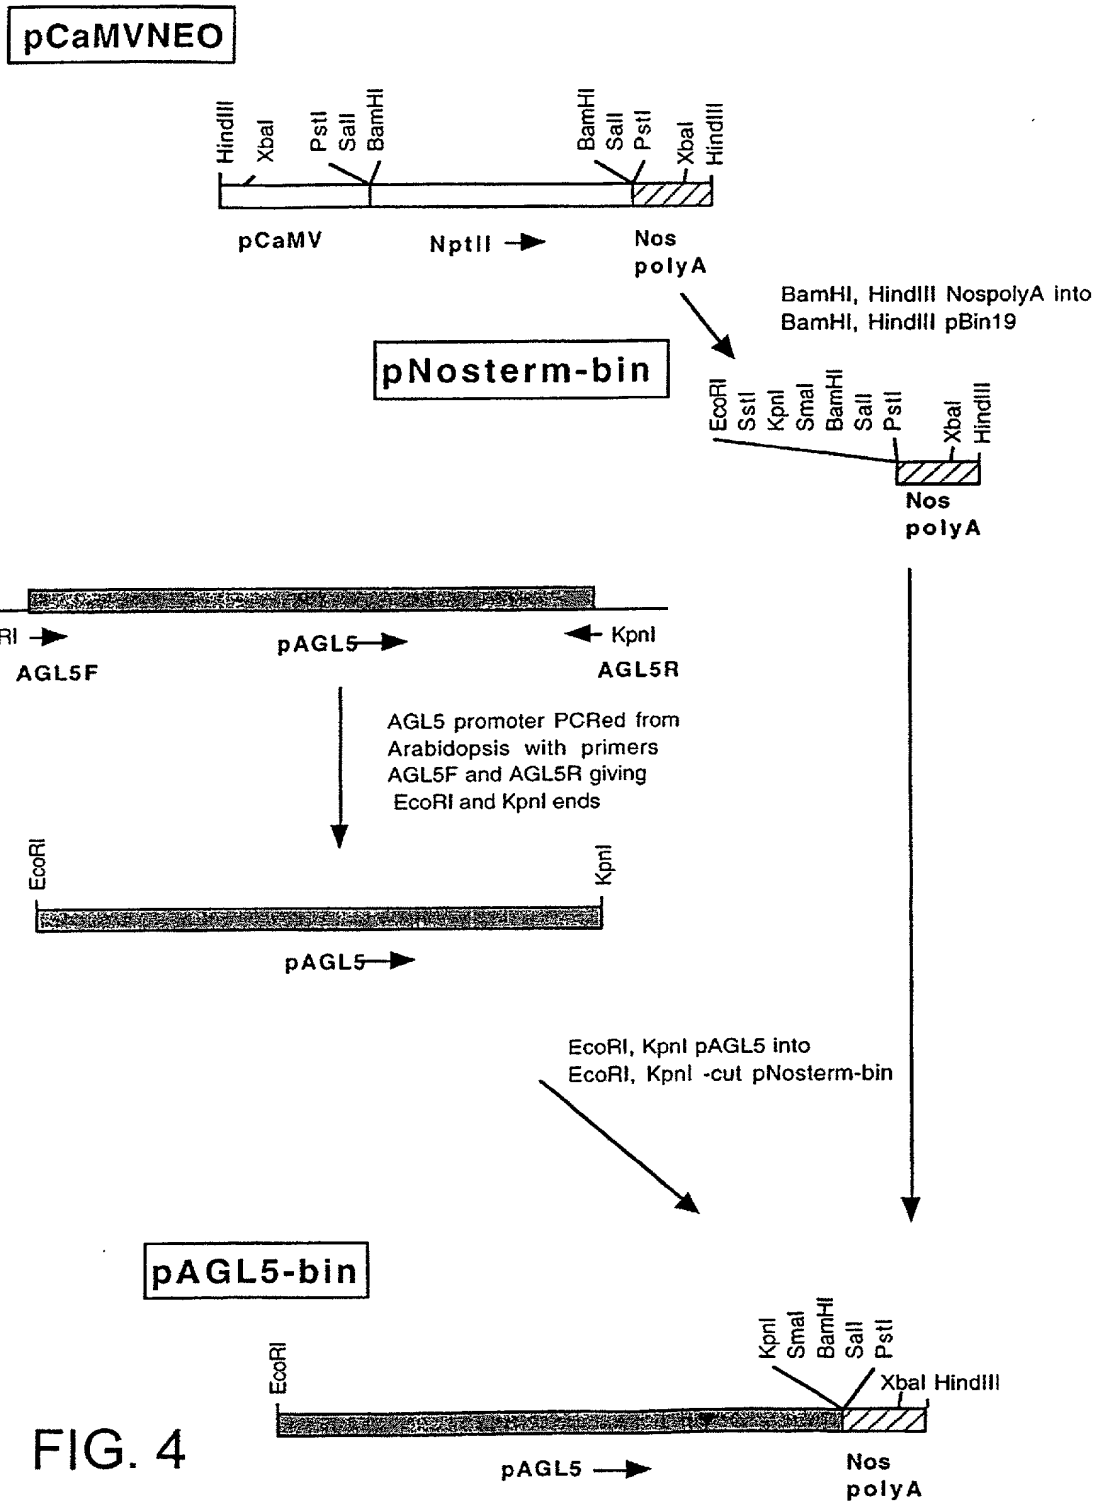 pCaMVNEO
HindIII
XbaI
PstI
SalI
BamHI
BamHI
SalI
PstI
XbaI
HindIII
pCaMV
NptII
Nos
polyA
BamHI, HindIII NospolyA into
BamHI, HindIII pBin19
pNosterm-bin
EcoRI
SstI
KpnI
SmaI
BamHI
SalI
PstI
XbaI
HindIII
Nos
polyA
RI
pAGL5
KpnI
AGL5F
AGL5R
AGL5 promoter PCRed from
Arabidopsis with primers
AGL5F and AGL5R giving
EcoRI and KpnI ends
EcoRI
KpnI
pAGL5
EcoRI, KpnI pAGL5 into
EcoRI, KpnI -cut pNosterm-bin
pAGL5-bin
EcoRI
KpnI
SmaI
BamHI
SalI
PstI
XbaI HindIII
pAGL5
Nos
polyA
FIG. 4